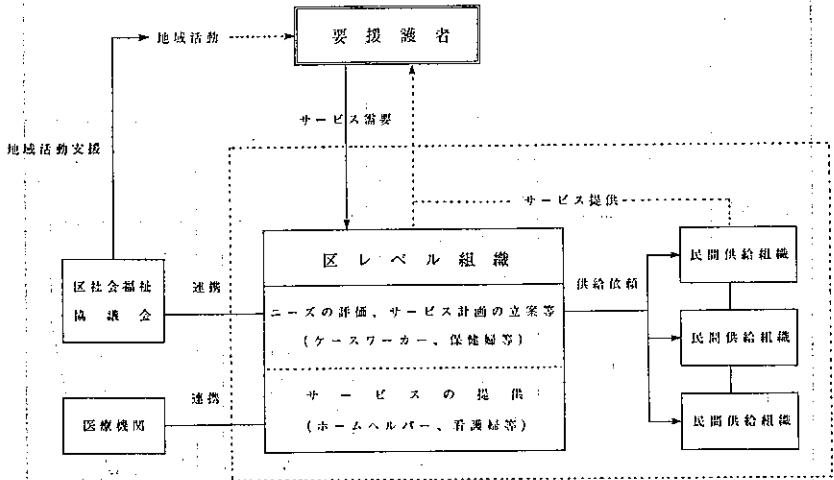 要援護者
地域活動
サービス需要
地域活動支援
サービス提供
区レベル組織
民間供給組織
区社会福祉
協議会
連携
供給依頼
ニーズの評価、サービス計画の立案等
(ケースワーカー、保健婦等)
民間供給組織
サービスの提供
(ホームヘルパー、看護婦等)
連携
医療機関
民間供給組織